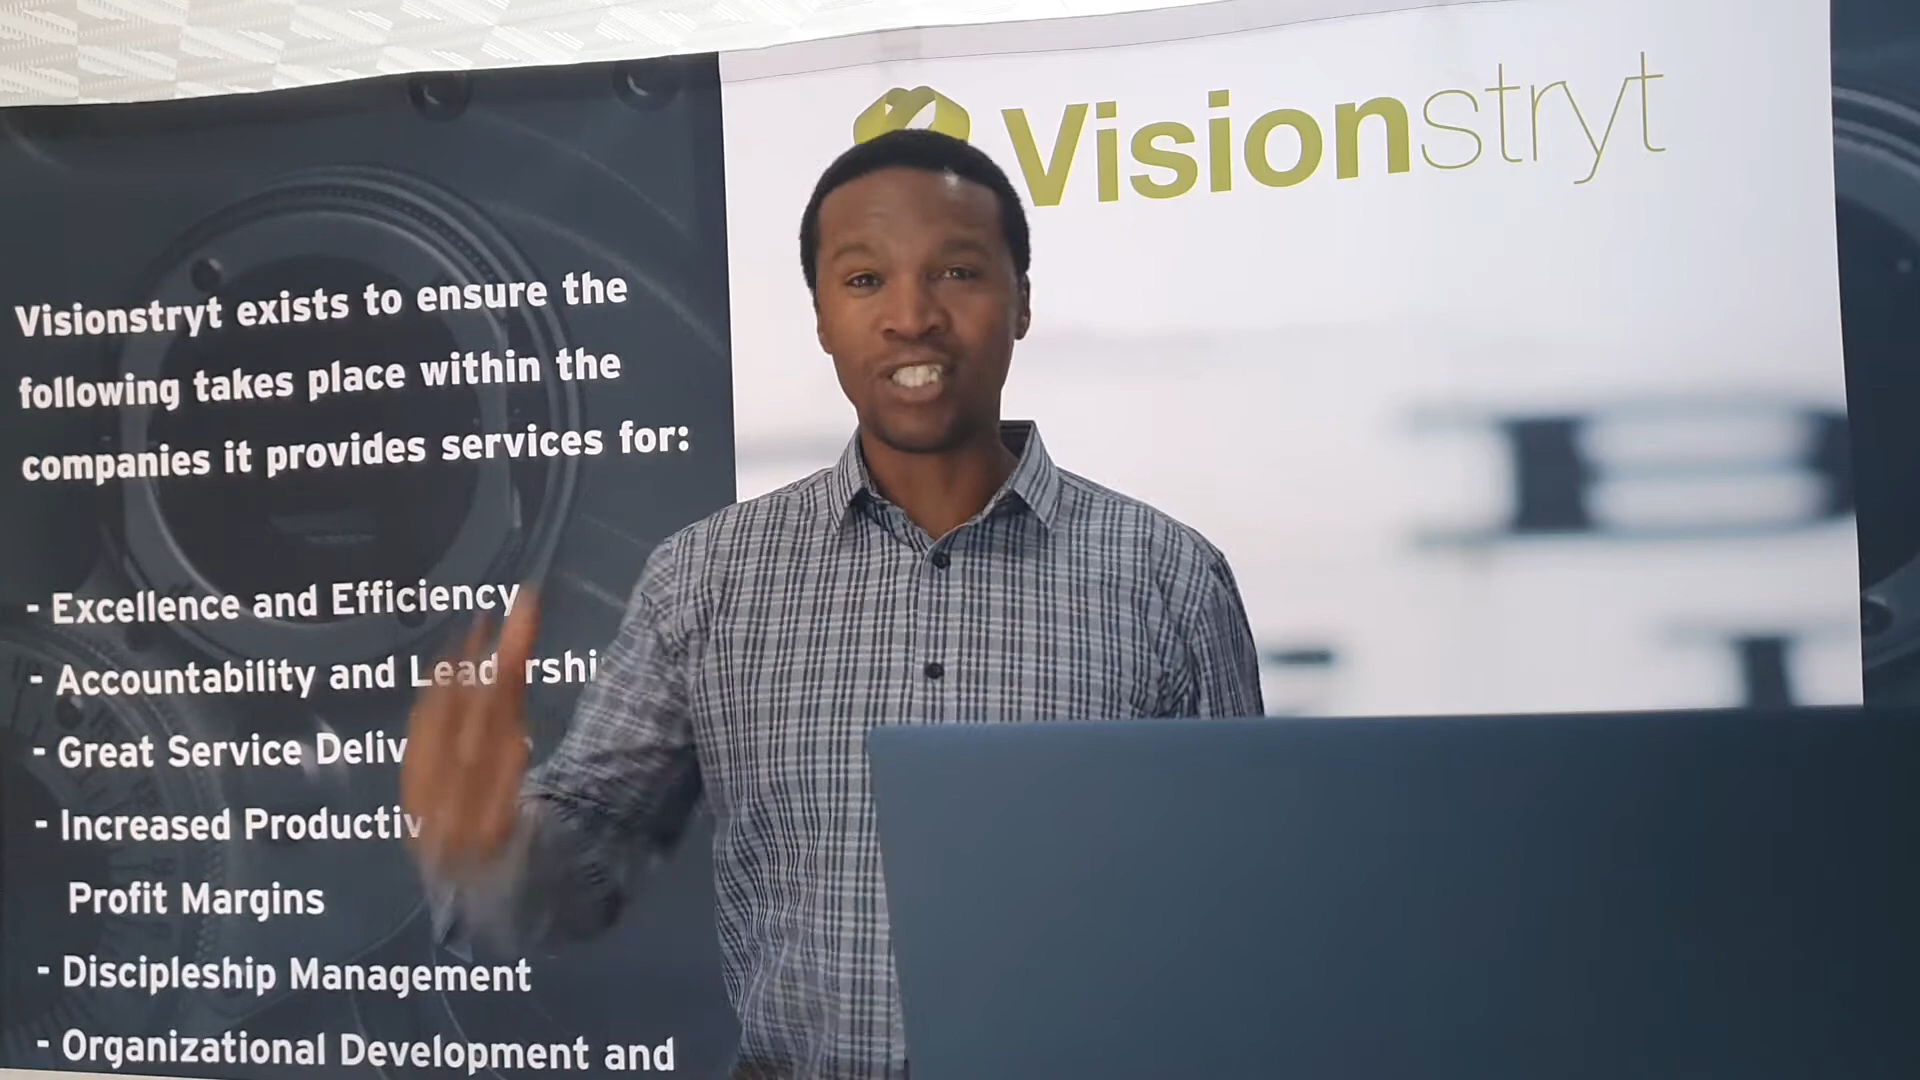 Visionstryt
Visionstryt exists to ensure the
following takes place within the
companies it provides services for:
- Excellence and Efficiency
- Accountability and
- Great Service
- Increased
Profit Margins
- Discipleship Management
- Organizational Development and